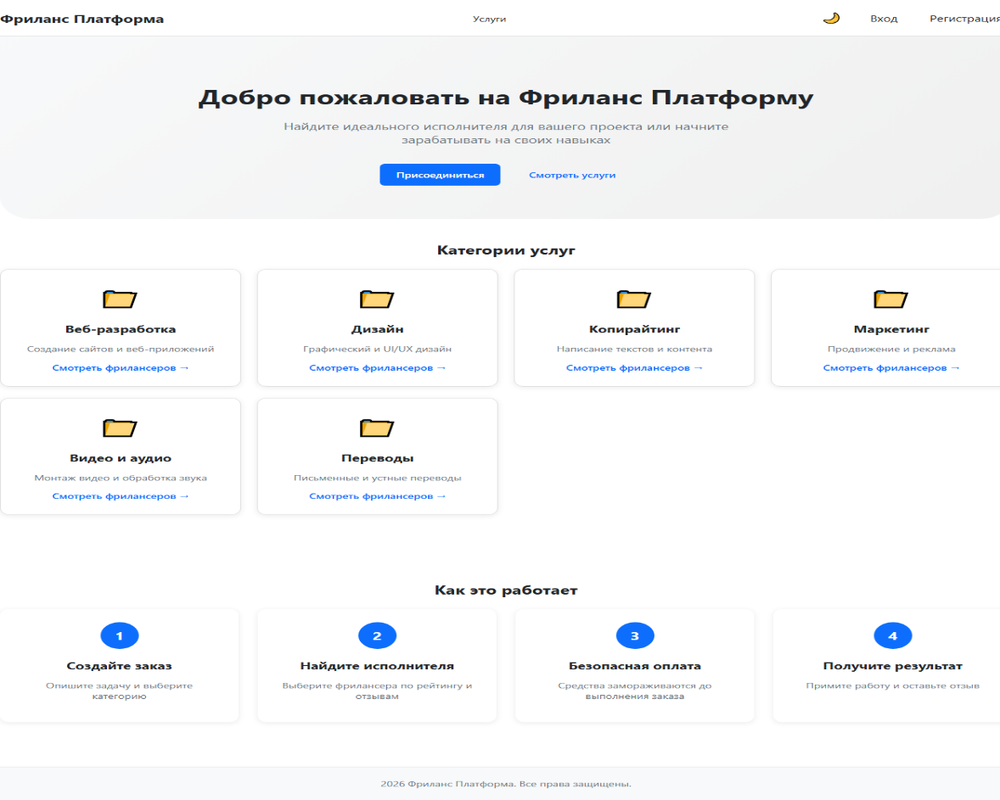 Фриланс Платформа
Услуги
Вход
Регистрация
Добро пожаловать на Фриланс Платформу
Найдите идеального исполнителя для вашего проекта или начните
зарабатывать на своих навыках
Присоединиться
Смотреть услуги
Категории услуг
Веб-разработка
Создание сайтов и веб-приложений
Смотреть фрилансеров →
Дизайн
Графический и UI/UX дизайн
Смотреть фрилансеров →
Копирайтинг
Написание текстов и контента
Смотреть фрилансеров →
Маркетинг
Продвижение и реклама
Смотреть фрилансеров →
Видео и аудио
Монтаж видео и обработка звука
Смотреть фрилансеров →
Переводы
Письменные и устные переводы
Смотреть фрилансеров →
Как это работает
1
Создайте заказ
Опишите задачу и выберите
категорию
2
Найдите исполнителя
Выберите фрилансера по рейтингу и
отзывам
3
Безопасная оплата
Средства замораживаются до
выполнения заказа
4
Получите результат
Примите работу и оставьте отзыв
2026 Фриланс Платформа. Все права защищены.